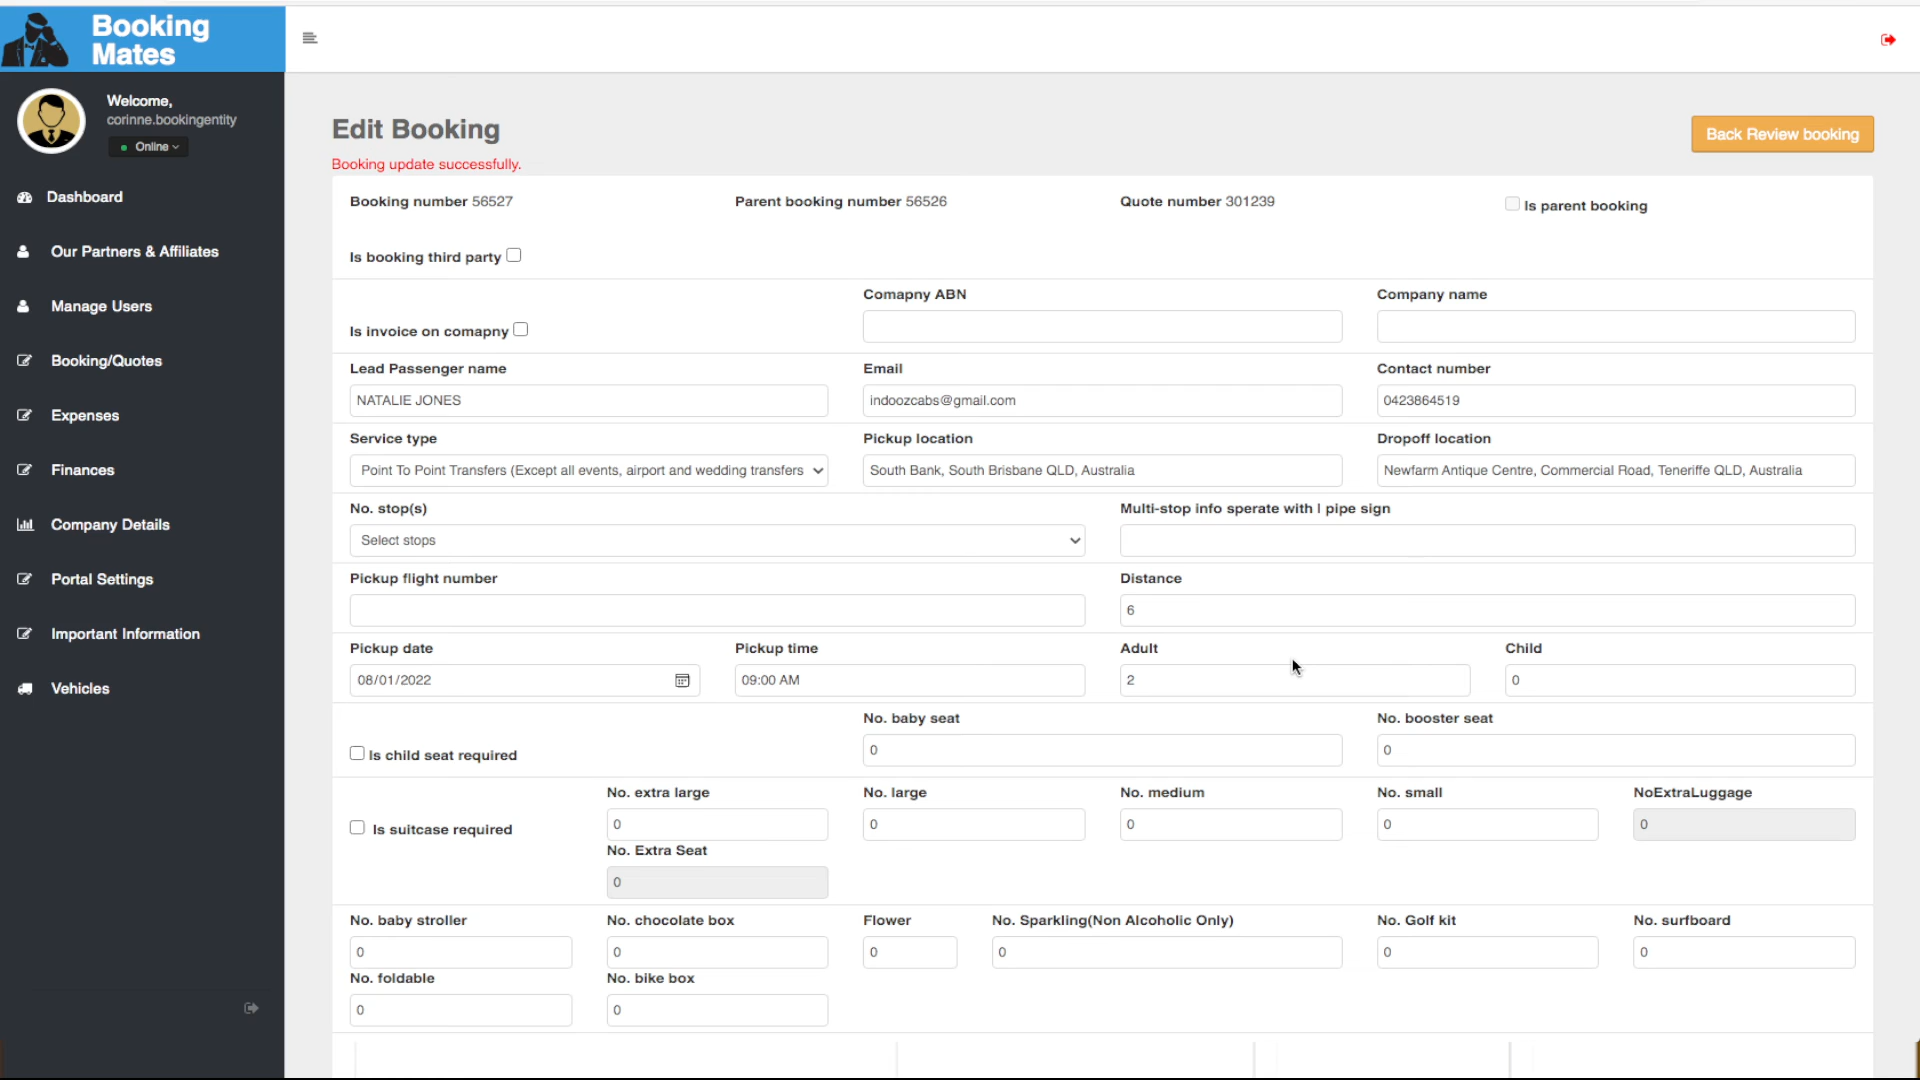 Booking
Mates
Welcome,
corinne.bookingentity
Online
Dashboard
Our Partners & Affiliates
Manage Users
Booking/Quotes
Expenses
Finances
Company Details
Portal Settings
Important Information
Vehicles
Edit Booking
Back Review booking
Booking update successfully.
Booking number 56527 Parent booking number 56526 Quote number 301239 Is parent booking
Is booking third party
Comapny ABN Company name
Is invoice on comapny
Lead Passenger name Email Contact number
NATALIE JONES indoozcabs@gmail.com 0423864519
Service type Pickup location Dropoff location
Point To Point Transfers (Except all events, airport and wedding transfers South Bank, South Brisbane QLD, Australia Newfarm Antique Centre, Commercial Road, Teneriffe QLD, Australia
No. stop(s) Multi-stop info sperate with | pipe sign
Select stops
Pickup flight number Distance
6
Pickup date Pickup time Adult Child
08/01/2022 09:00 AM 2 0
No. baby seat No. booster seat
Is child seat required 0 0
No. extra large No. large No. medium No. small NoExtraLuggage
Is suitcase required 0 0 0 0 0
No. Extra Seat
0
No. baby stroller No. chocolate box Flower No. Sparkling(Non Alcoholic Only) No. Golf kit No. surfboard
0 0 0 0 0 0
No. foldable No. bike box
0 0